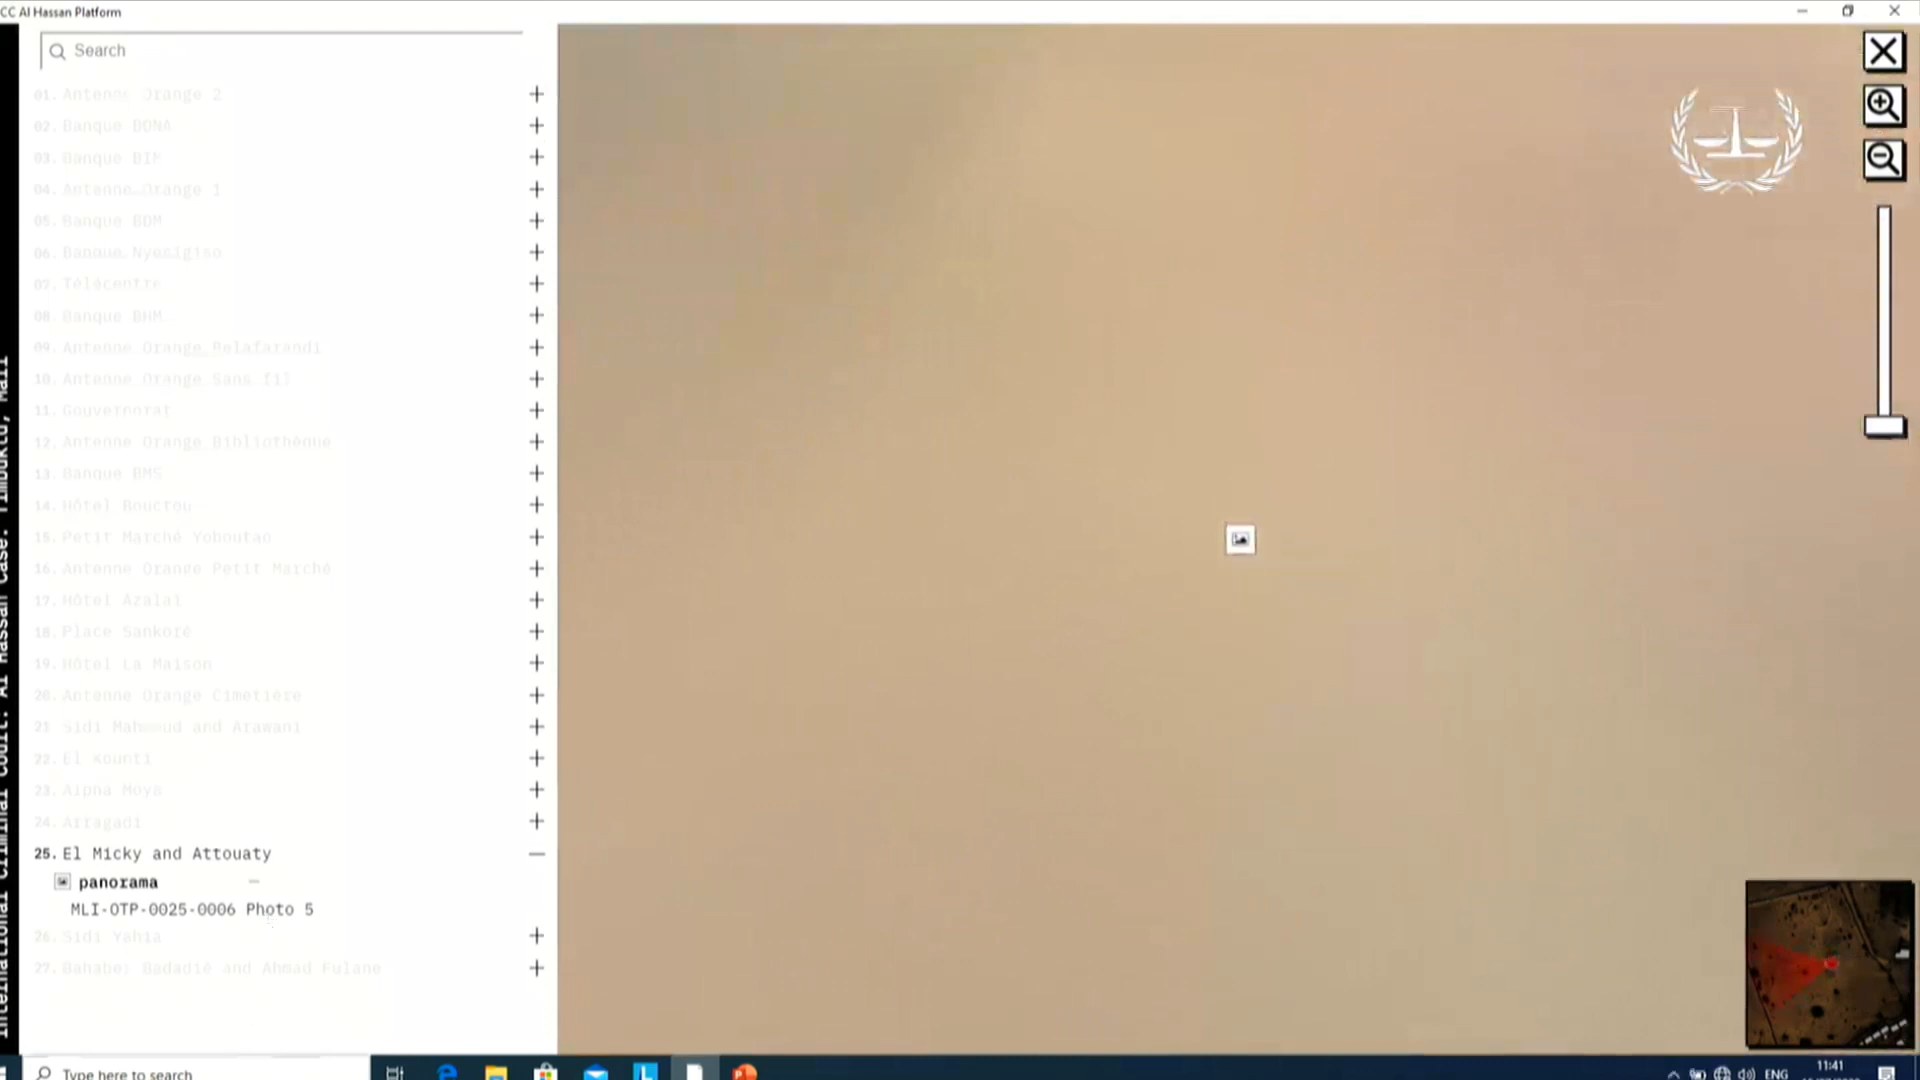 CC Al Hassan Platform
Search
01. Antenne Orange 2
02. Banque BDNA
03. Banque BIM
04. Antenne Orange 1
05. Banque BDM
06. Banque Nyesigiso
07. Télécentre
08. Banque BHM
09. Antenne Orange Belafarandi
10. Antenne Orange Sans fil
11. Gouvernorat
12. Antenne Orange Bibliothèque
13. Banque BMS
14. Hôtel Bouctou
15. Petit Marché Yoboutao
16. Antenne Orange Petit Marché
17. Hôtel Azalaï
18. Place Sankoré
19. Hôtel La Maison
20. Antenne Orange Cimetière
21 Sidi Mahmoud and Arawani
22. El Kounti
23. Alpha Moya
24. Arragadi
25. El Micky and Attouaty
panorama
MLI-OTP-0025-0006 Photo 5
26. Sidi Yahia
27. Bahaber Badadié and Ahmad Fulane
International Criminal Court: Al Hassan Case. Timbuktu, Mali
Type here to search
ENG
11:41